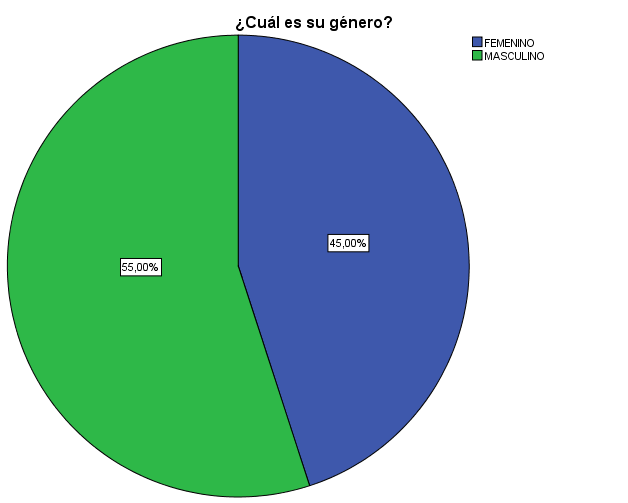 ¿Cuál es su género?
FEMENINO
MASCULINO
45,00%
55,00%